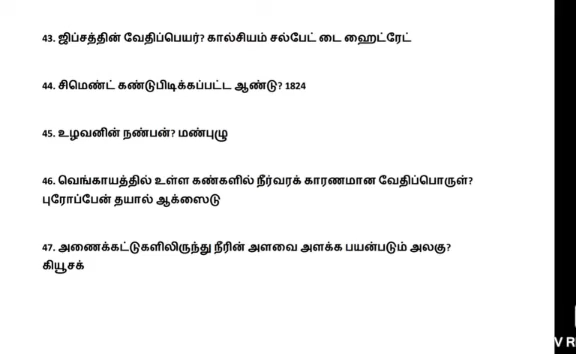 43. ஜிப்சத்தின் வேதிப்பெயர்? கால்சியம் சல்பேட் டை ஹைட்ரேட்
44. சிமெண்ட் கண்டுபிடிக்கப்பட்ட ஆண்டு? 1824
45. உழவனின் நண்பன்? மண்புழு
46. வெங்காயத்தில் உள்ள கண்களில் நீர்வரக் காரணமான வேதிப்பொருள்?
புரோப்பேன் தயால் ஆக்ஸைடு
47. அணைக்கட்டுகளிலிருந்து நீரின் அளவை அளக்க பயன்படும் அலகு?
கியூசக்
V R